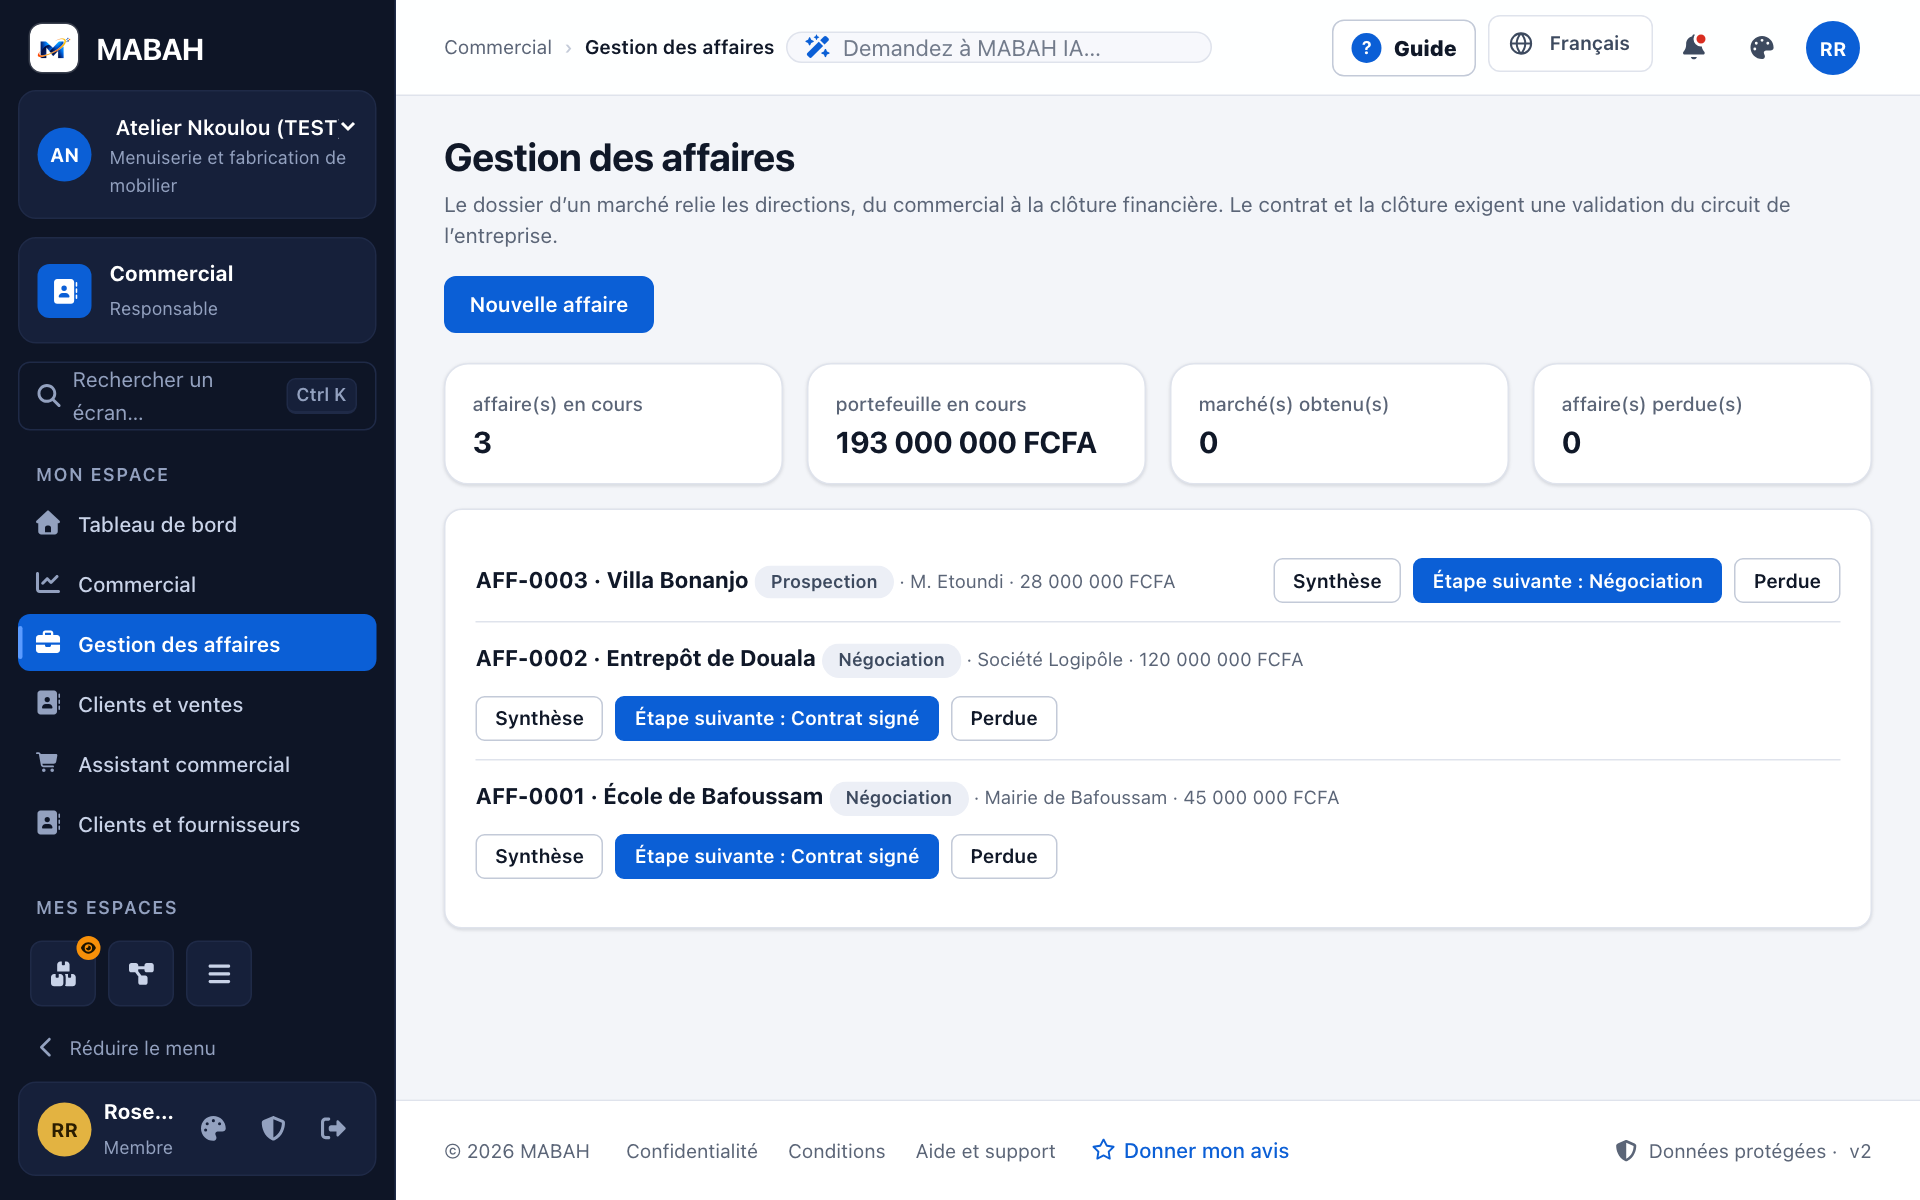 MABAH
Atelier Nkoulou (TEST
AN
Menuiserie et fabrication de
mobilier
Commercial
Responsable
Rechercher un
écran...
Ctrl K
MON ESPACE
Tableau de bord
Commercial
Gestion des affaires
Clients et ventes
Assistant commercial
Clients et fournisseurs
MES ESPACES
Réduire le menu
RR
Rose...
Membre
Commercial › Gestion des affaires
Demandez à MABAH IA...
? Guide
Français
RR
Gestion des affaires
Le dossier d’un marché relie les directions, du commercial à la clôture financière. Le contrat et la clôture exigent une validation du circuit de
l’entreprise.
Nouvelle affaire
affaire(s) en cours
3
portefeuille en cours
193 000 000 FCFA
marché(s) obtenu(s)
0
affaire(s) perdue(s)
0
AFF-0003 · Villa Bonanjo Prospection · M. Etoundi · 28 000 000 FCFA Synthèse Étape suivante : Négociation Perdue
AFF-0002 · Entrepôt de Douala Négociation · Société Logipôle · 120 000 000 FCFA
Synthèse Étape suivante : Contrat signé Perdue
AFF-0001 · École de Bafoussam Négociation · Mairie de Bafoussam · 45 000 000 FCFA
Synthèse Étape suivante : Contrat signé Perdue
© 2026 MABAH Confidentialité Conditions Aide et support Donner mon avis Données protégées · v2